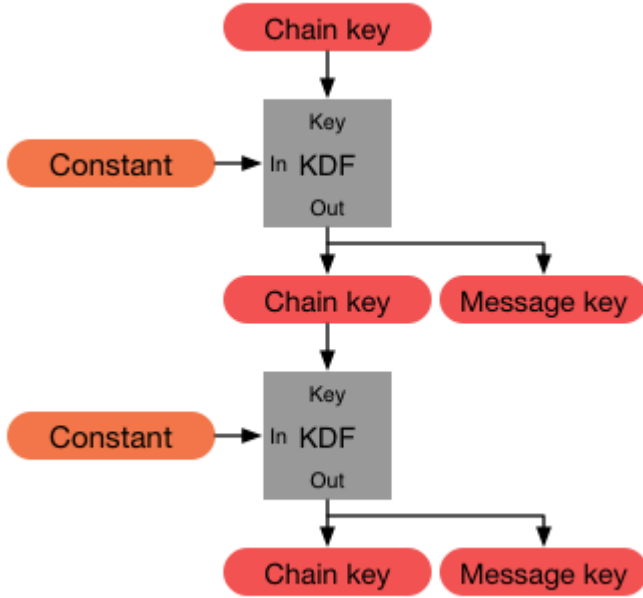 Chain key
Key
Constant
In KDF
Out
Chain key
Message key
Key
Constant
In KDF
Out
Chain key
Message key